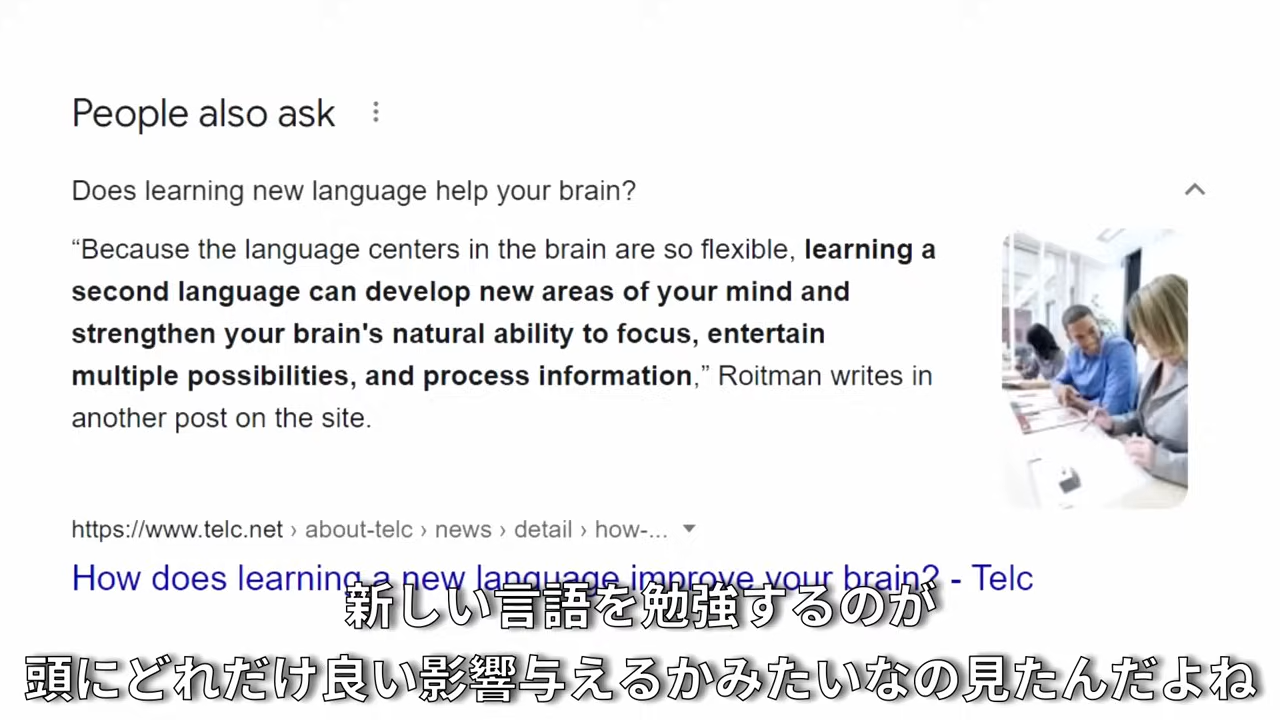 People also ask
Does learning new language help your brain?
“Because the language centers in the brain are so flexible, learning a
second language can develop new areas of your mind and
strengthen your brain's natural ability to focus, entertain
multiple possibilities, and process information,” Roitman writes in
another post on the site.
https://www.telc.net › about-telc › news › detail › how-...
How does learning a new language improve your brain? - Telc
新しい言語を勉強するのが
頭にどれだけ良い影響与えるかみたいなの見たんだよね